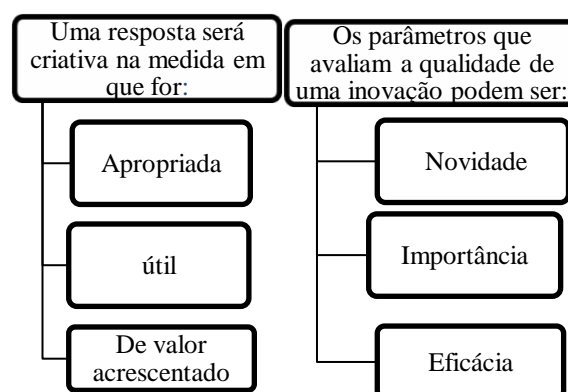 Uma resposta será
criativa na medida em
que for:
Apropriada
útil
De valor
acrescentado
Os parâmetros que
avaliam a qualidade de
uma inovação podem ser:
Novidade
Importância
Eficácia